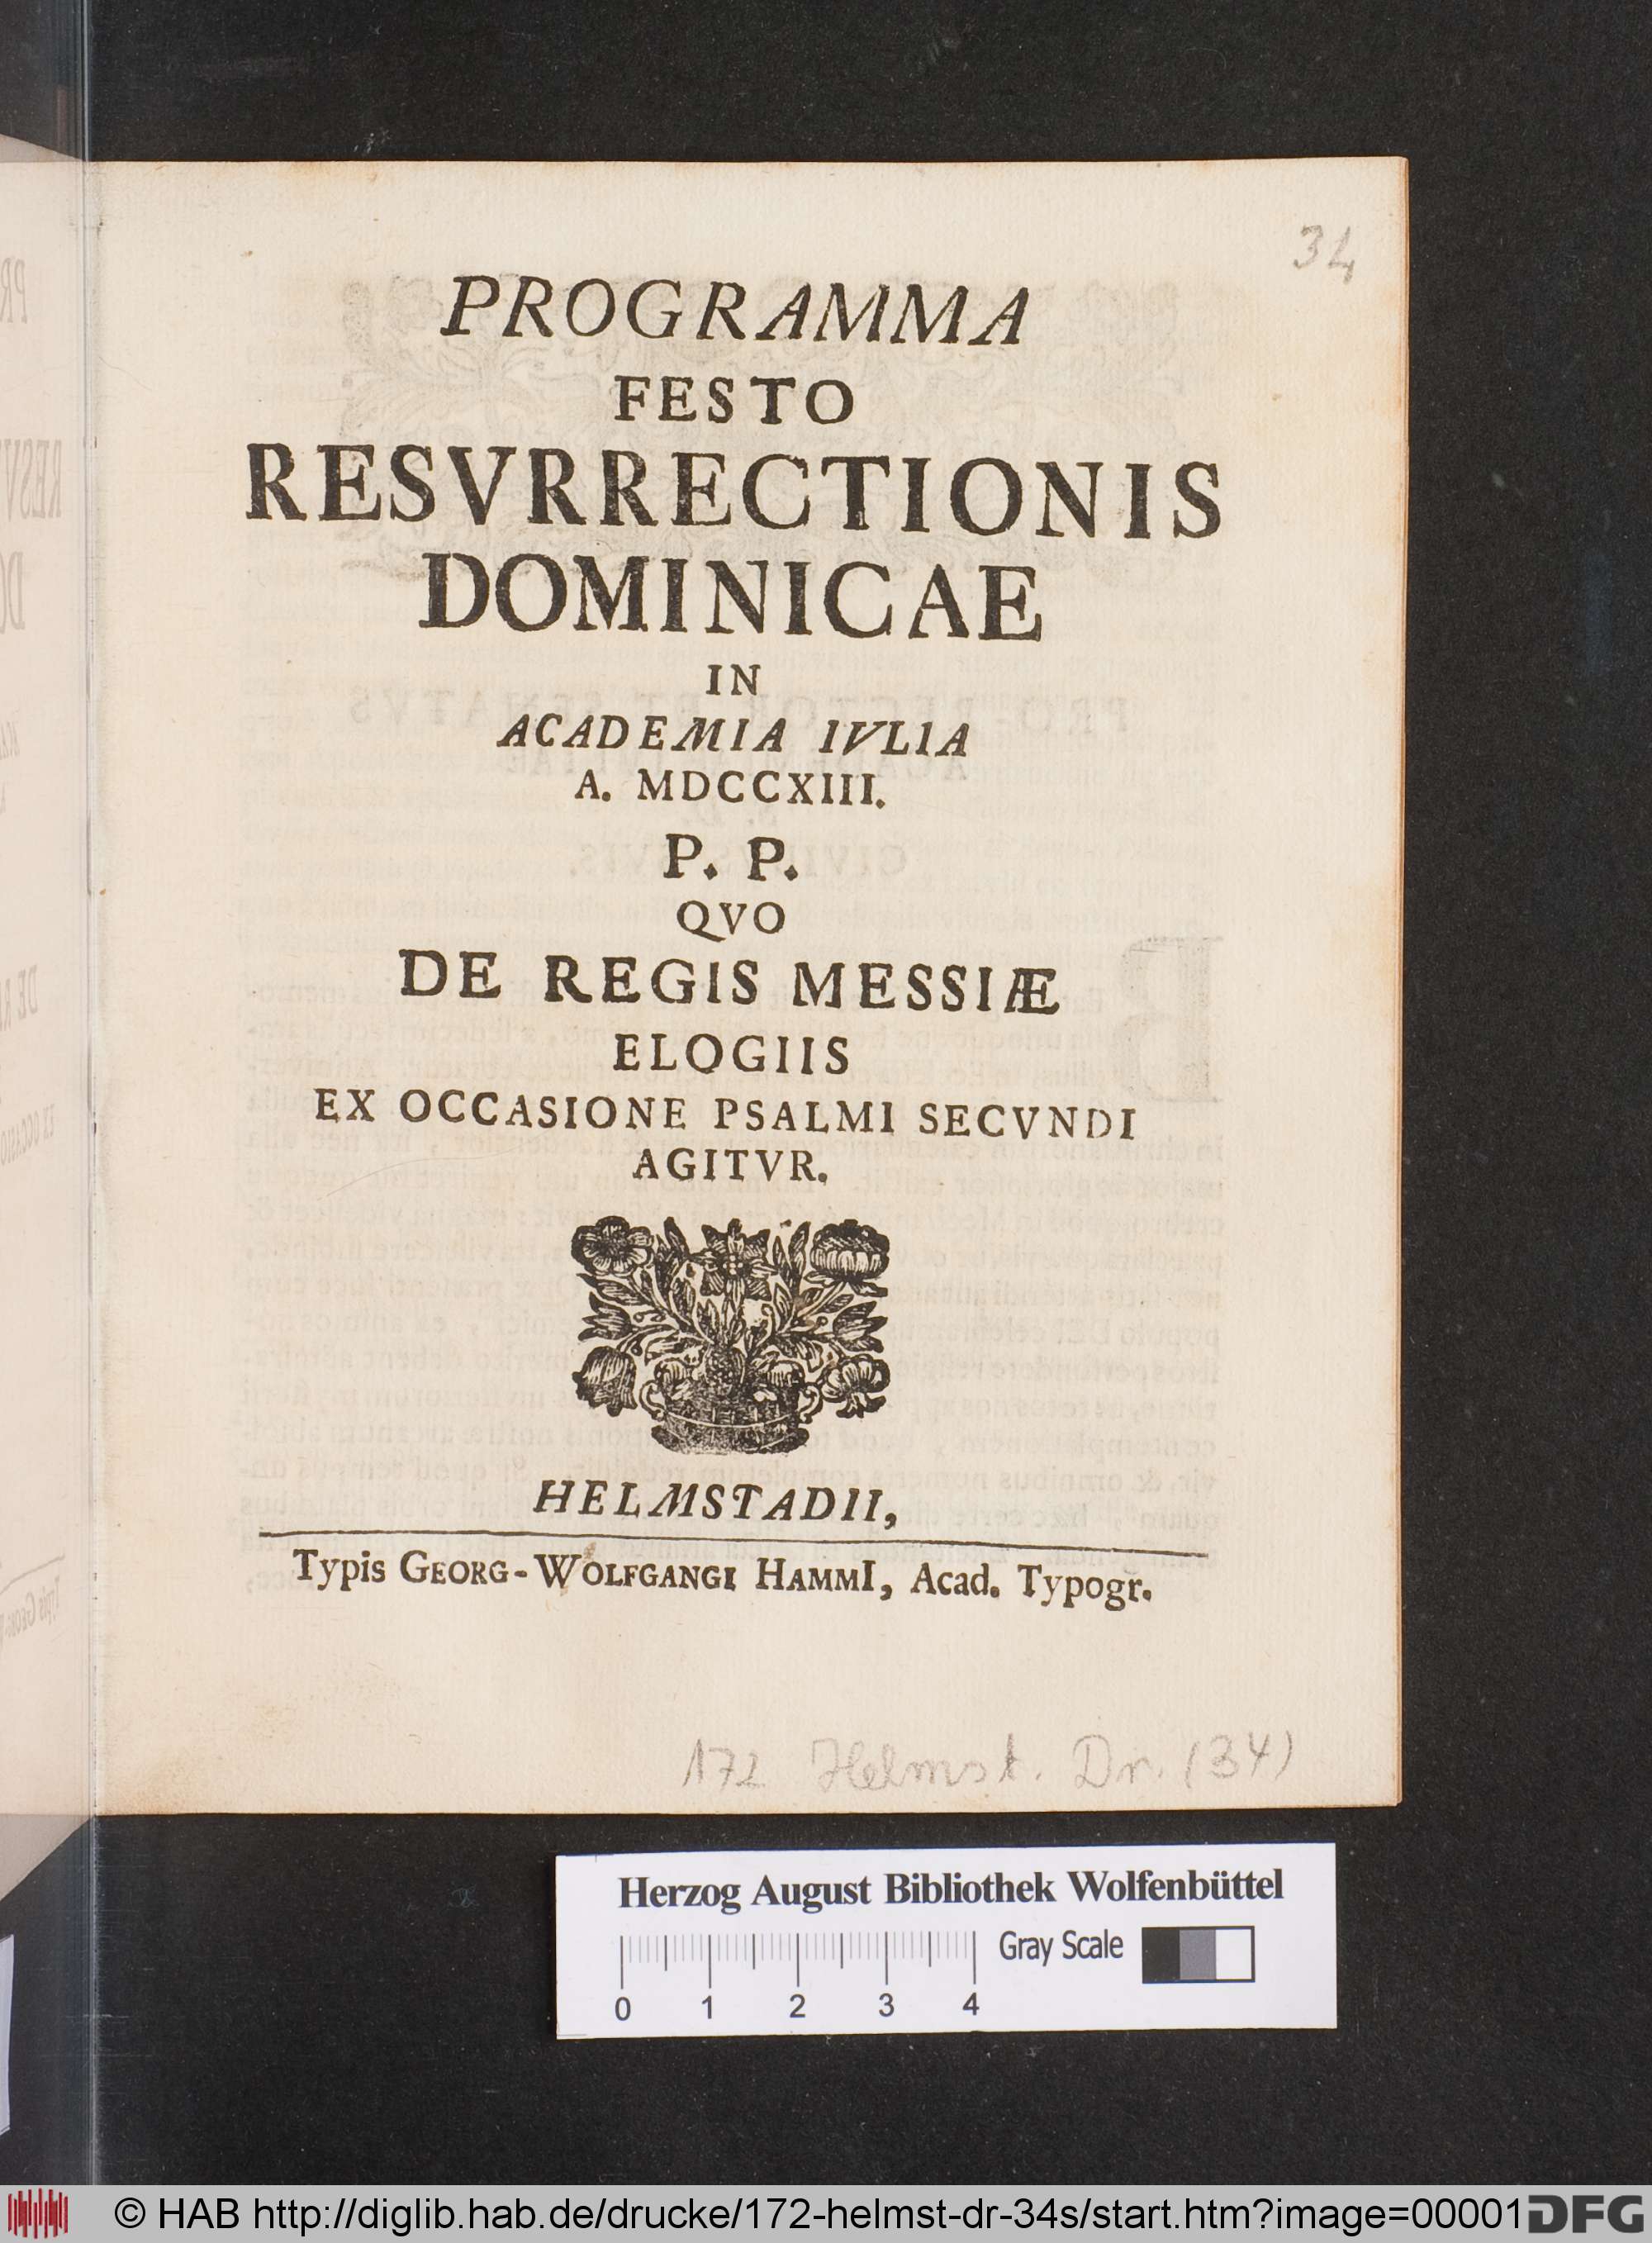 34
PROGRAMMA
FESTO
RESVRRECTIONIS
DOMINICAE
IN
ACADEMIA IVLIA
A. MDCCXIII.
P. P.
QVO
DE REGIS MESSIÆ
ELOGIIS
EX OCCASIONE PSALMI SECVNDI
AGITVR.
HELMSTADII,
Typis GEORG-WOLFGANGI HAMMI, Acad. Typogr.
172 Helmst. Dr. (34)
Herzog August Bibliothek Wolfenbüttel
Gray Scale
0 1 2 3 4
© HAB http://diglib.hab.de/drucke/172-helmst-dr-34s/start.htm?image=00001
DFG